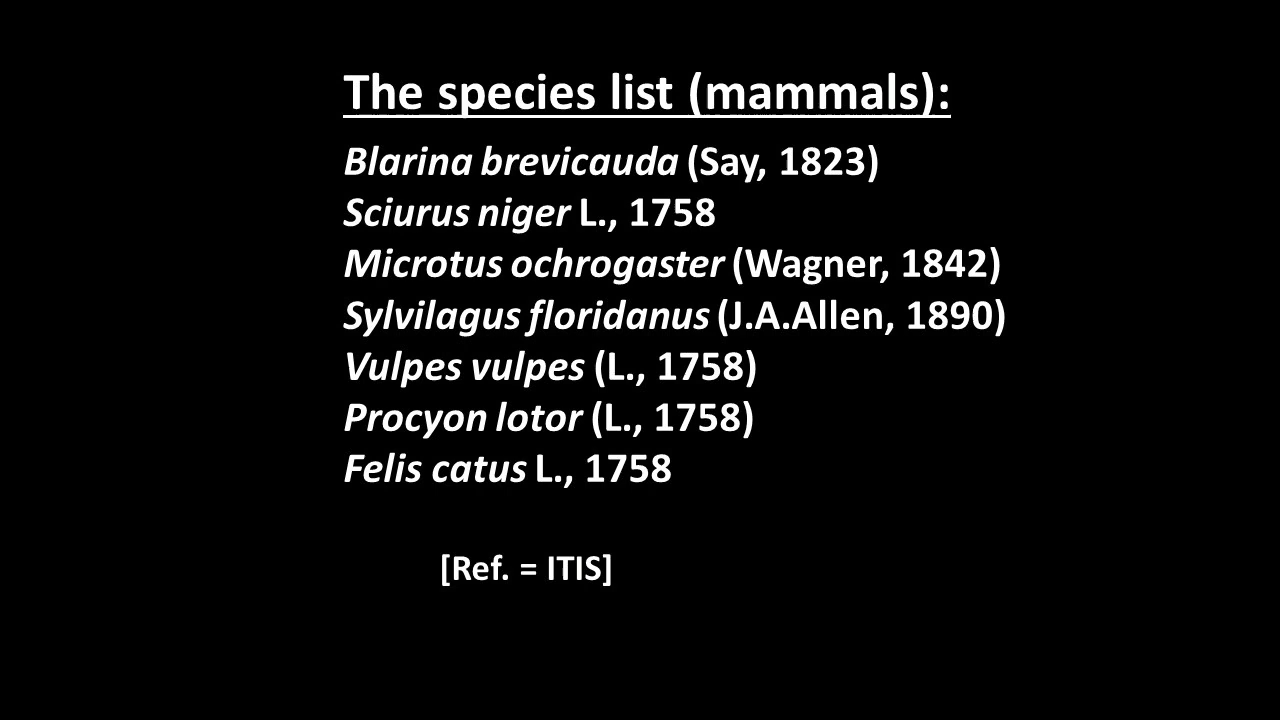 The species list (mammals):
Blarina brevicauda (Say, 1823)
Sciurus niger L., 1758
Microtus ochrogaster (Wagner, 1842)
Sylvilagus floridanus (J.A.Allen, 1890)
Vulpes vulpes (L., 1758)
Procyon lotor (L., 1758)
Felis catus L., 1758
[Ref. = ITIS]